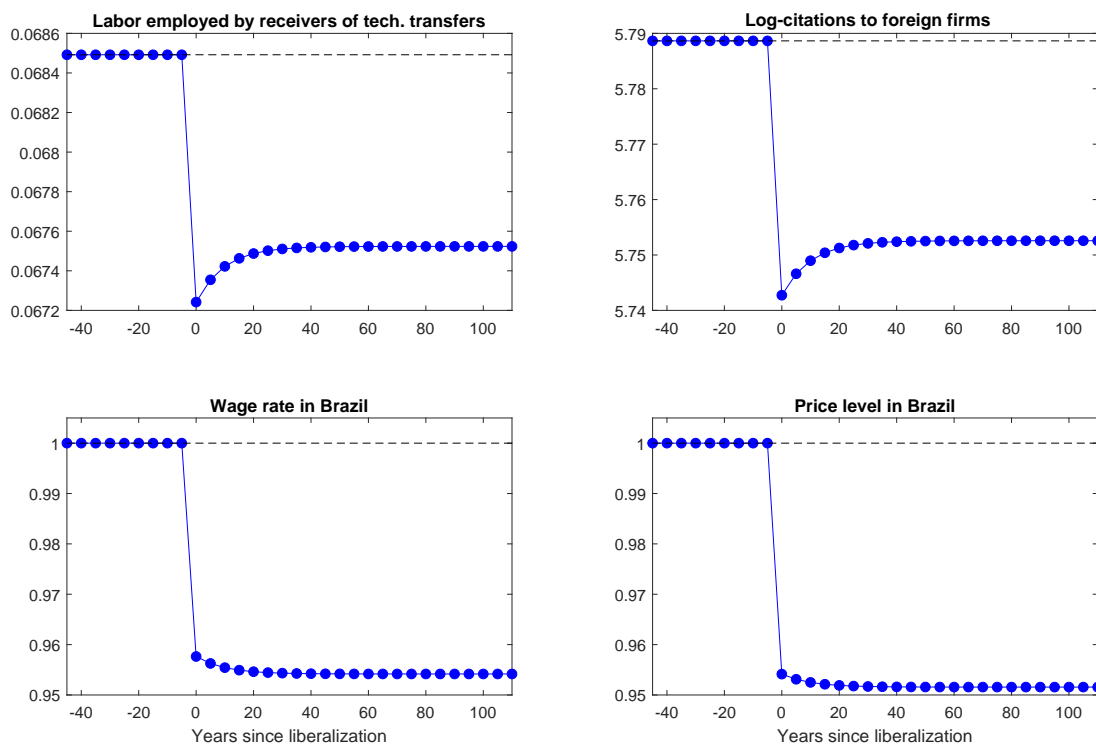 Labor employed by receivers of tech. transfers
0.0686
0.0684
0.0682
0.068
0.0678
0.0676
0.0674
0.0672
-40 -20 0 20 40 60 80 100
Log-citations to foreign firms
5.79
5.78
5.77
5.76
5.75
5.74
-40 -20 0 20 40 60 80 100
Wage rate in Brazil
1
0.99
0.98
0.97
0.96
0.95
-40 -20 0 20 40 60 80 100
Years since liberalization
Price level in Brazil
1
0.99
0.98
0.97
0.96
0.95
-40 -20 0 20 40 60 80 100
Years since liberalization